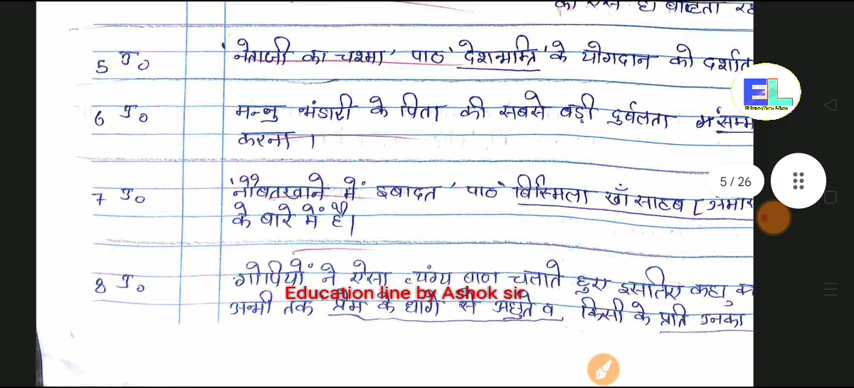 को एसे ही बाहता रह
5 उ० 'नेताजी का चश्मा' पाठ 'देशभक्ति' के योगदान को दर्शात
6 उ० मन्नु भंडारी के पिता की सबसे बड़ी दुर्बलता
करना ।
7 उ० 'नौबतखाने में इबादत' पाठ बिस्मिला खाँ साहब [
के बारे में है।
8 उ० गोपियों ने ऐसा व्यंग्य बाण चलाते हुए इसलिए कहा
Education line by Ashok sir
अभी तक प्रेम के धागे से अछुते व किसी के प्रति उनका
EL
5 / 26